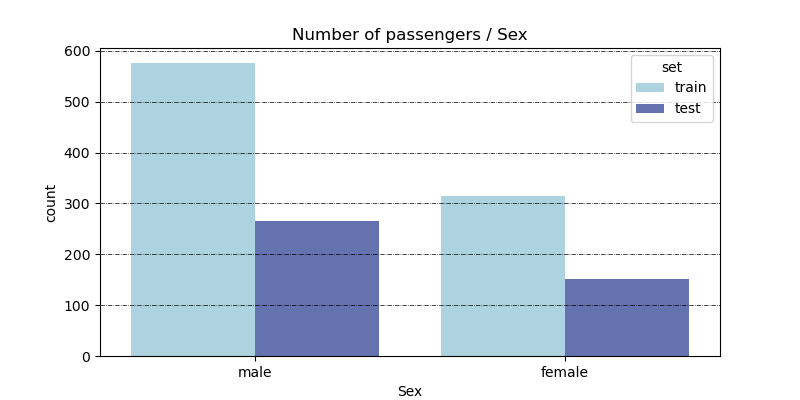 Number of passengers / Sex
600
500
400
300
200
100
0
count
set
train
test
male
female
Sex